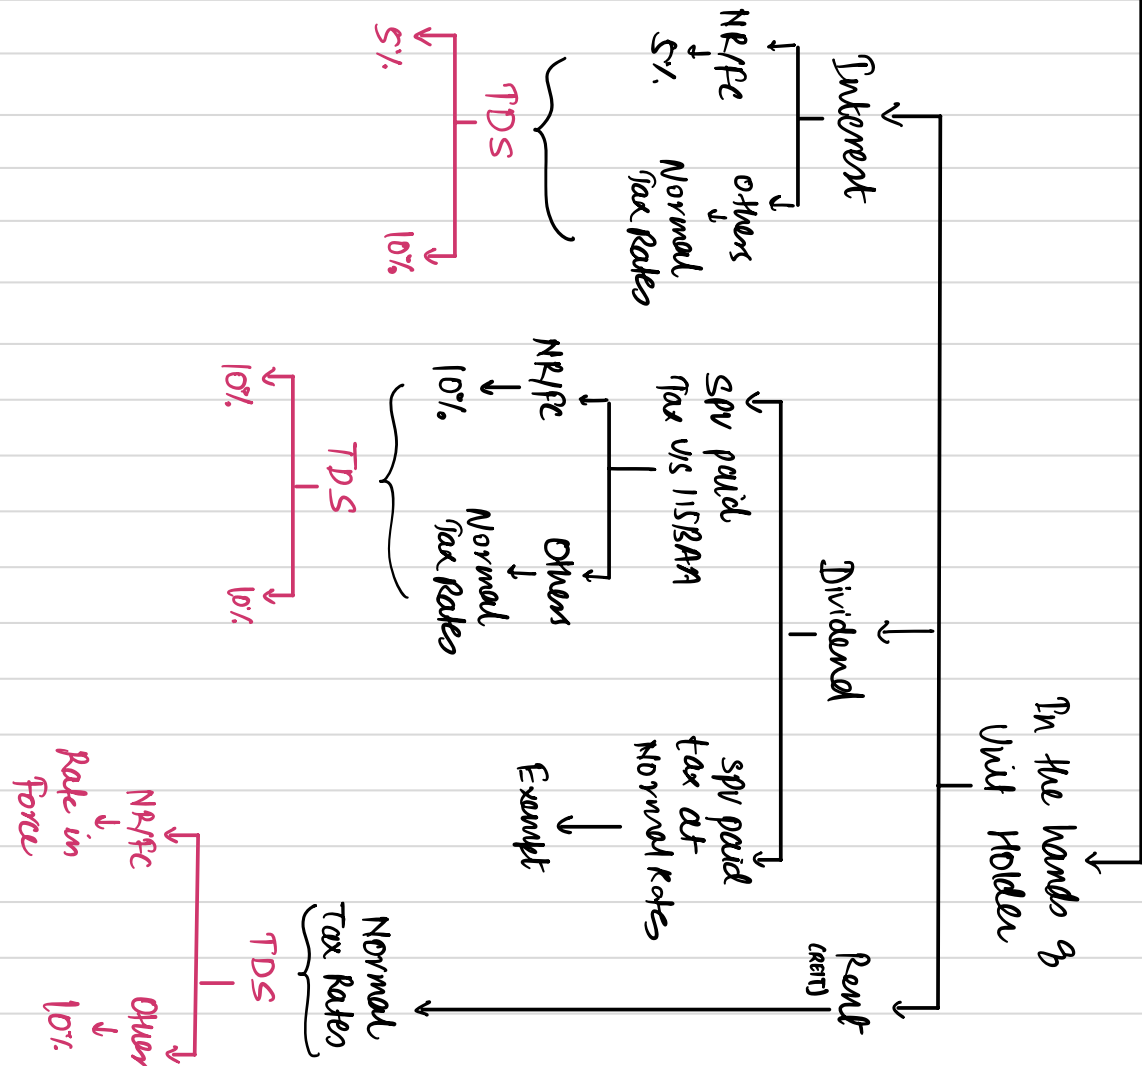 In the hands of
Unit Holder
Interest
NR/FC
5%
Others
Normal
Tax Rates
TDS
5%
10%
Dividend
SPV paid
Tax u/s 115BAA
NR/FC
10%
Others
Normal
Tax Rates
TDS
10%
10%
SPV paid
tax at
Normal Rates
Exempt
Rent
(REIT)
Normal
Tax Rates
TDS
NR/FC
Rate in
Force
Other
10%